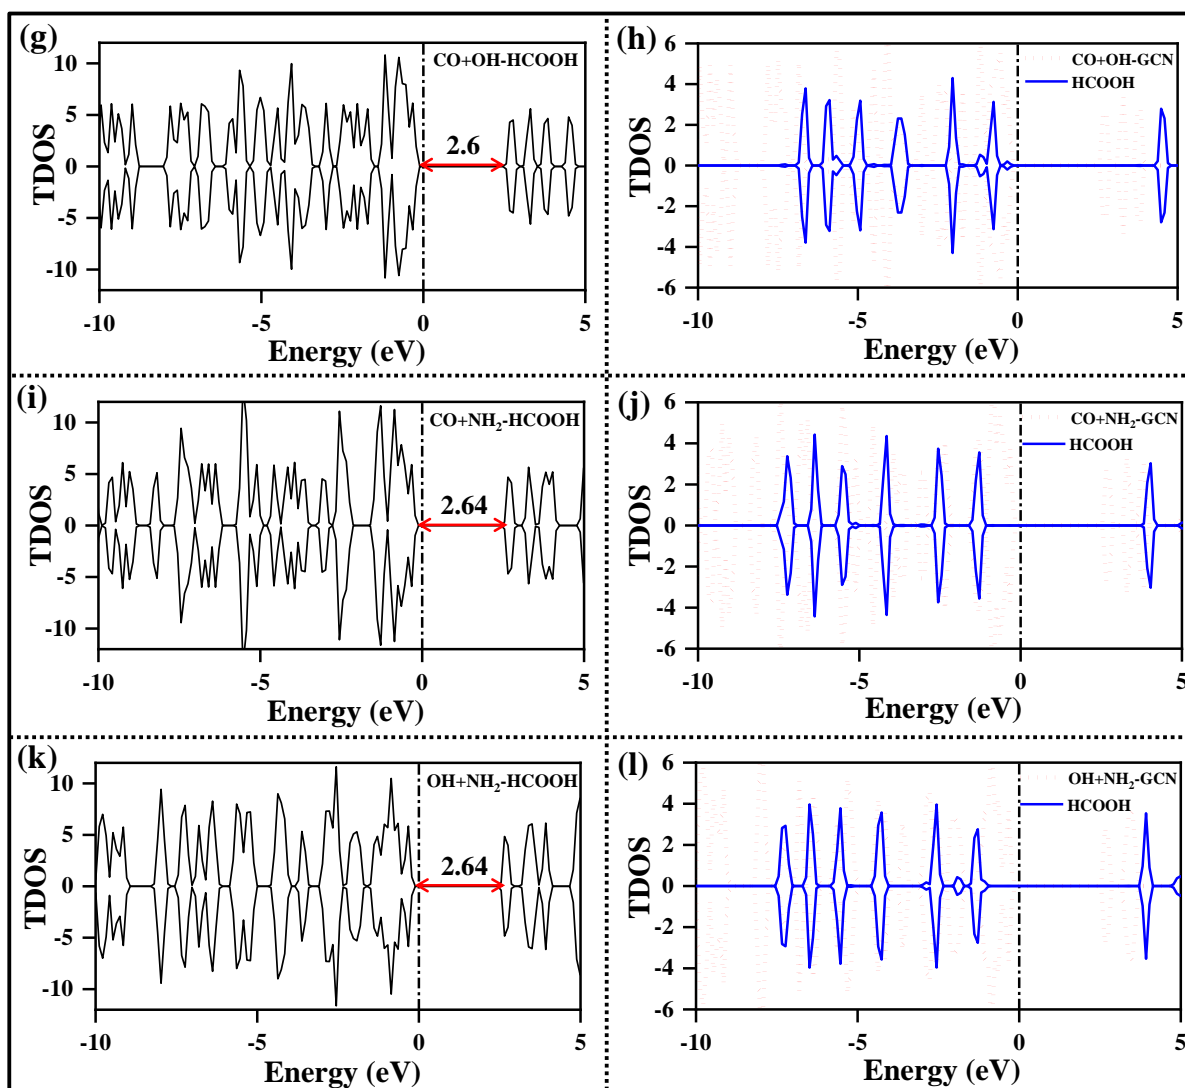 (g)
CO+OH-HCOOH
10
5
0
-5
-10
TDOS
2.6
-10
-5
0
5
Energy (eV)
(h)
CO+OH-GCN
HCOOH
6
4
2
0
-2
-4
-6
TDOS
-10
-5
0
5
Energy (eV)
(i)
CO+NH₂-HCOOH
10
5
0
-5
-10
TDOS
2.64
-10
-5
0
5
Energy (eV)
(j)
CO+NH₂-GCN
HCOOH
6
4
2
0
-2
-4
-6
TDOS
-10
-5
0
5
Energy (eV)
(k)
OH+NH₂-HCOOH
10
5
0
-5
-10
TDOS
2.64
-10
-5
0
5
Energy (eV)
(l)
OH+NH₂-GCN
HCOOH
6
4
2
0
-2
-4
-6
TDOS
-10
-5
0
5
Energy (eV)